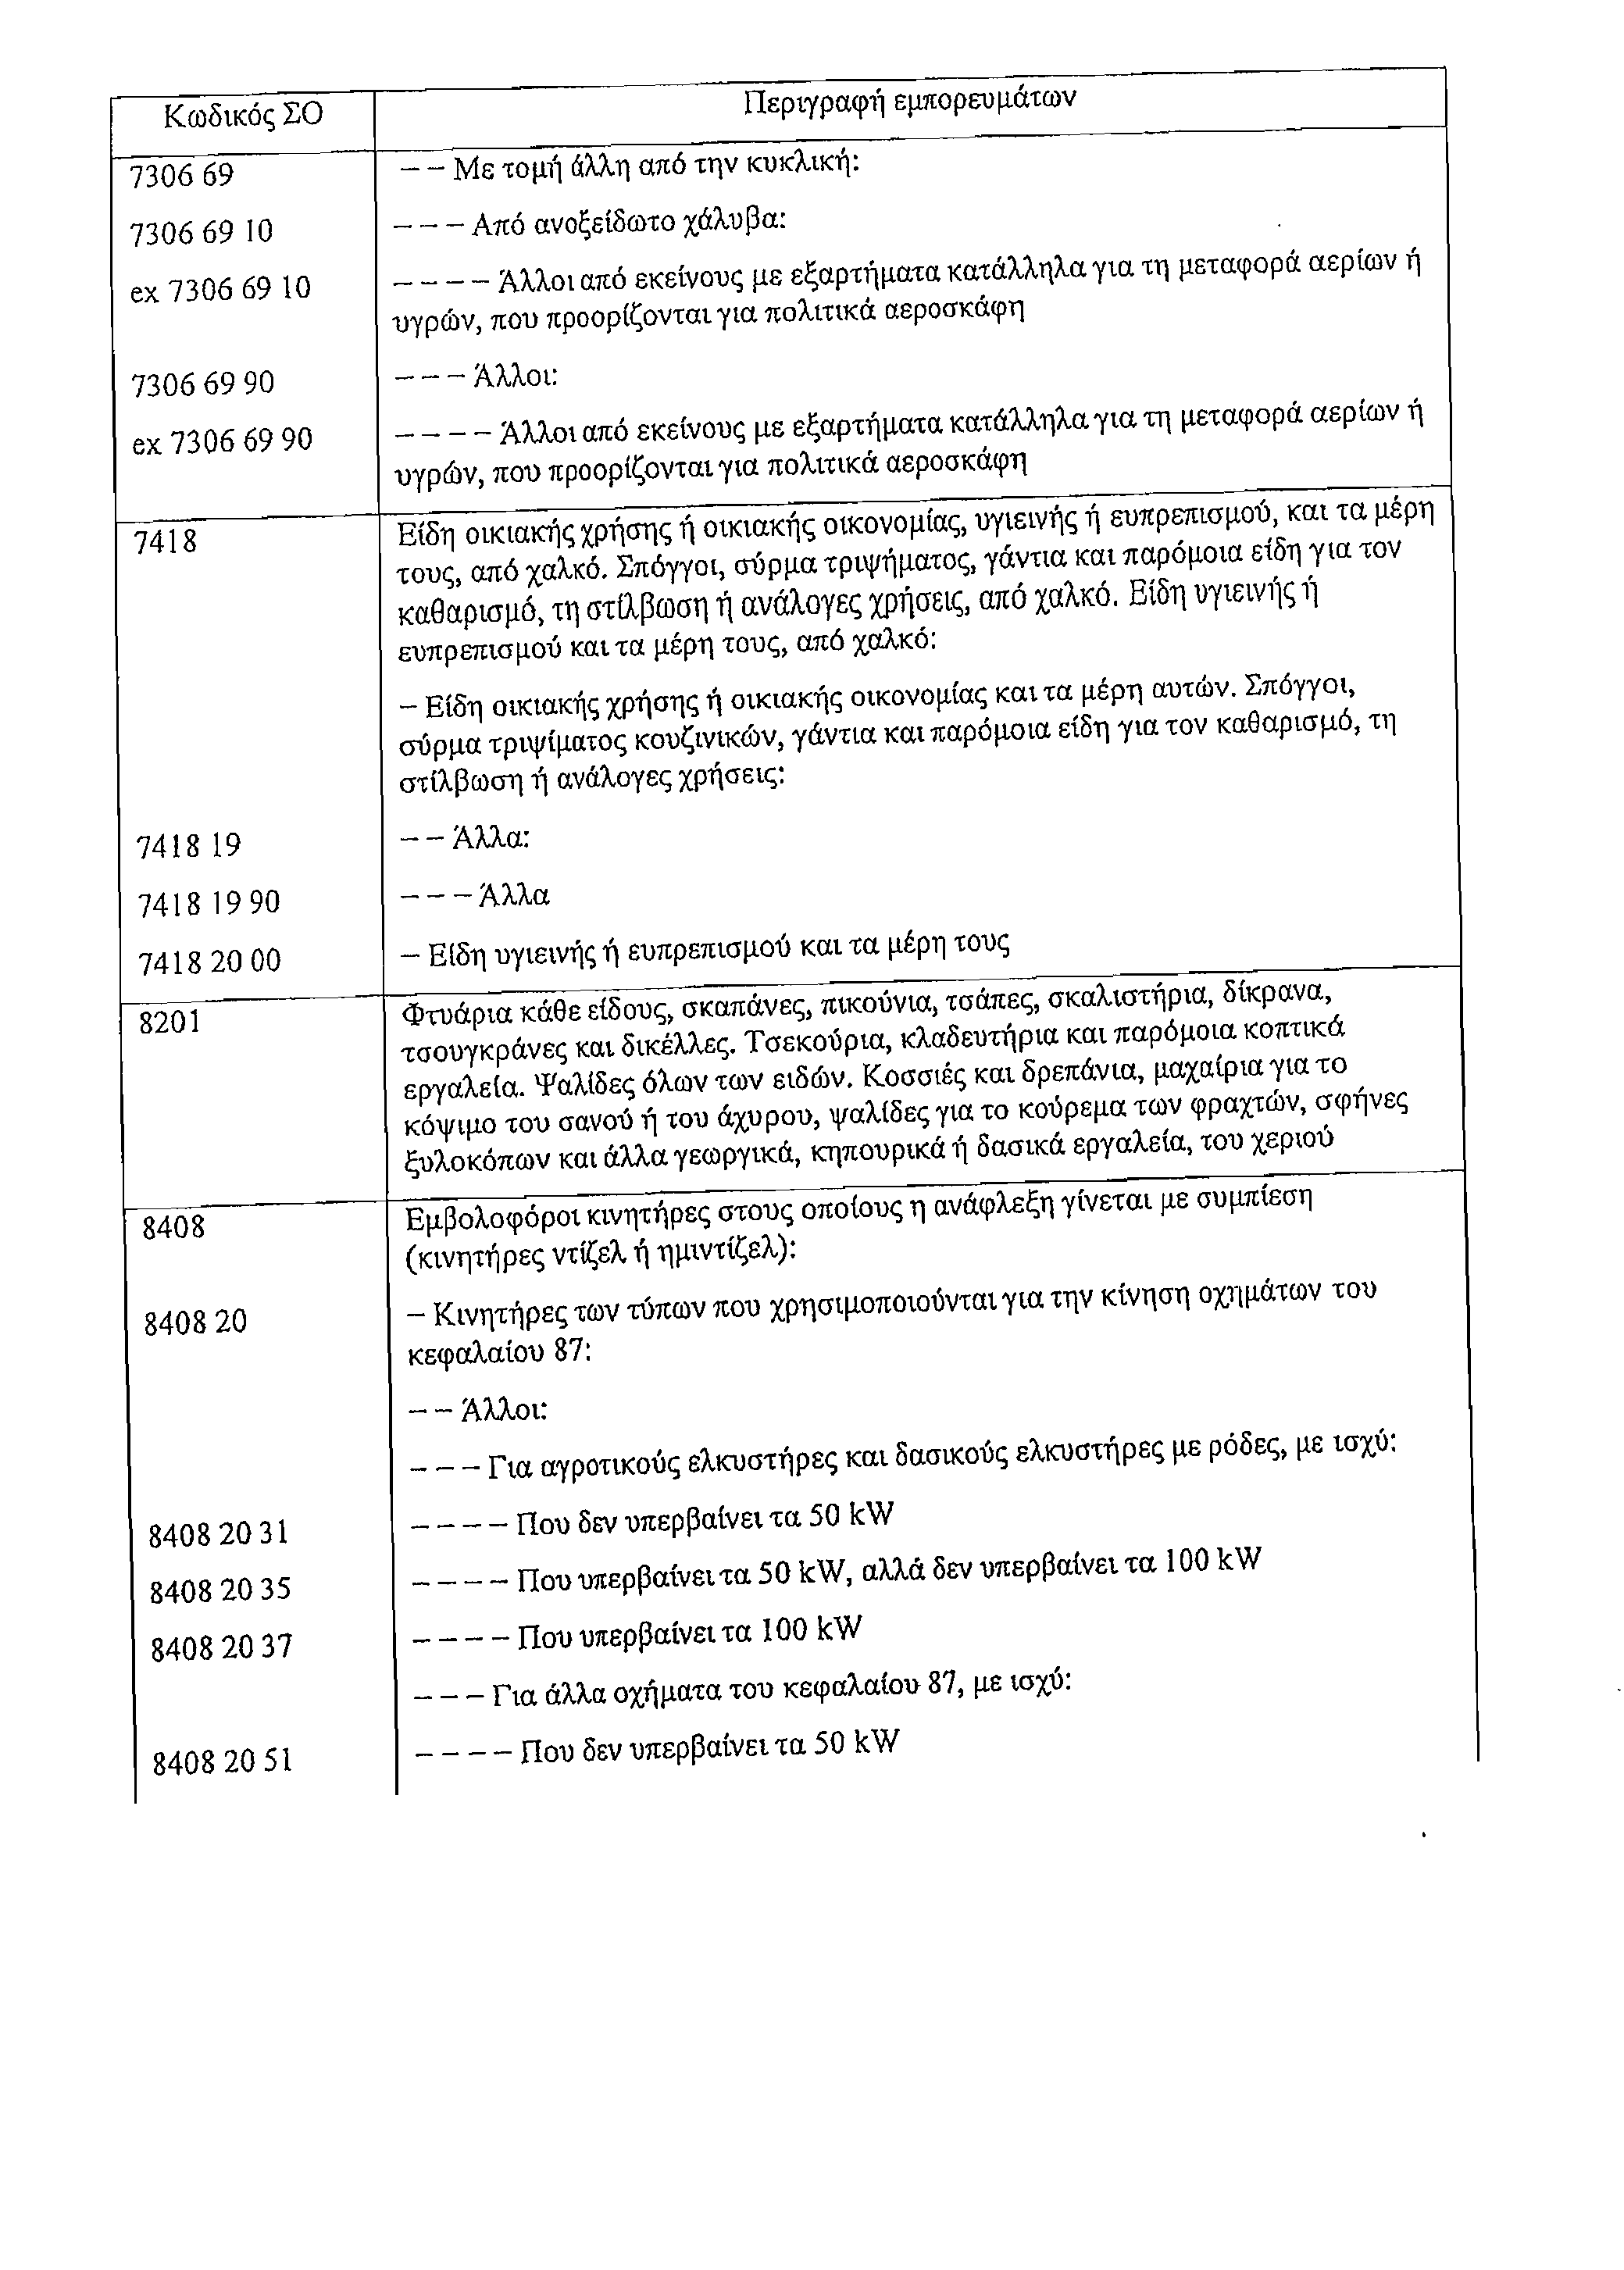 Κωδικός ΣΟ Περιγραφή εμπορευμάτων
7306 69 – – Με τομή άλλη από την κυκλική:
7306 69 10 – – – Από ανοξείδωτο χάλυβα:
ex 7306 69 10 – – – – Άλλοι από εκείνους με εξαρτήματα κατάλληλα για τη μεταφορά αερίων ή
υγρών, που προορίζονται για πολιτικά αεροσκάφη
7306 69 90 – – – Άλλοι:
ex 7306 69 90 – – – – Άλλοι από εκείνους με εξαρτήματα κατάλληλα για τη μεταφορά αερίων ή
υγρών, που προορίζονται για πολιτικά αεροσκάφη
7418 Είδη οικιακής χρήσης ή οικιακής οικονομίας, υγιεινής ή ευπρεπισμού, και τα μέρη
τους, από χαλκό. Σπόγγοι, σύρμα τριψήματος, γάντια και παρόμοια είδη για τον
καθαρισμό, τη στίλβωση ή ανάλογες χρήσεις, από χαλκό. Είδη υγιεινής ή
ευπρεπισμού και τα μέρη τους, από χαλκό:
– Είδη οικιακής χρήσης ή οικιακής οικονομίας και τα μέρη αυτών. Σπόγγοι,
σύρμα τριψίματος κουζινικών, γάντια και παρόμοια είδη για τον καθαρισμό, τη
στίλβωση ή ανάλογες χρήσεις:
7418 19 – – Άλλα:
7418 19 90 – – – Άλλα
7418 20 00 – Είδη υγιεινής ή ευπρεπισμού και τα μέρη τους
8201 Φτυάρια κάθε είδους, σκαπάνες, πικούνια, τσάπες, σκαλιστήρια, δίκρανα,
τσουγκράνες και δικέλλες. Τσεκούρια, κλαδευτήρια και παρόμοια κοπτικά
εργαλεία. Ψαλίδες όλων των ειδών. Κοσσιές και δρεπάνια, μαχαίρια για το
κόψιμο του σανού ή του άχυρου, ψαλίδες για το κούρεμα των φραχτών, σφήνες
ξυλοκόπων και άλλα γεωργικά, κηπουρικά ή δασικά εργαλεία, του χεριού
8408 Εμβολοφόροι κινητήρες στους οποίους η ανάφλεξη γίνεται με συμπίεση
(κινητήρες ντίζελ ή ημιντίζελ):
8408 20 – Κινητήρες των τύπων που χρησιμοποιούνται για την κίνηση οχημάτων του
κεφαλαίου 87:
– – Άλλοι:
– – – Για αγροτικούς ελκυστήρες και δασικούς ελκυστήρες με ρόδες, με ισχύ:
8408 20 31 – – – – Που δεν υπερβαίνει τα 50 kW
8408 20 35 – – – – Που υπερβαίνει τα 50 kW, αλλά δεν υπερβαίνει τα 100 kW
8408 20 37 – – – – Που υπερβαίνει τα 100 kW
– – – Για άλλα οχήματα του κεφαλαίου 87, με ισχύ:
8408 20 51 – – – – Που δεν υπερβαίνει τα 50 kW